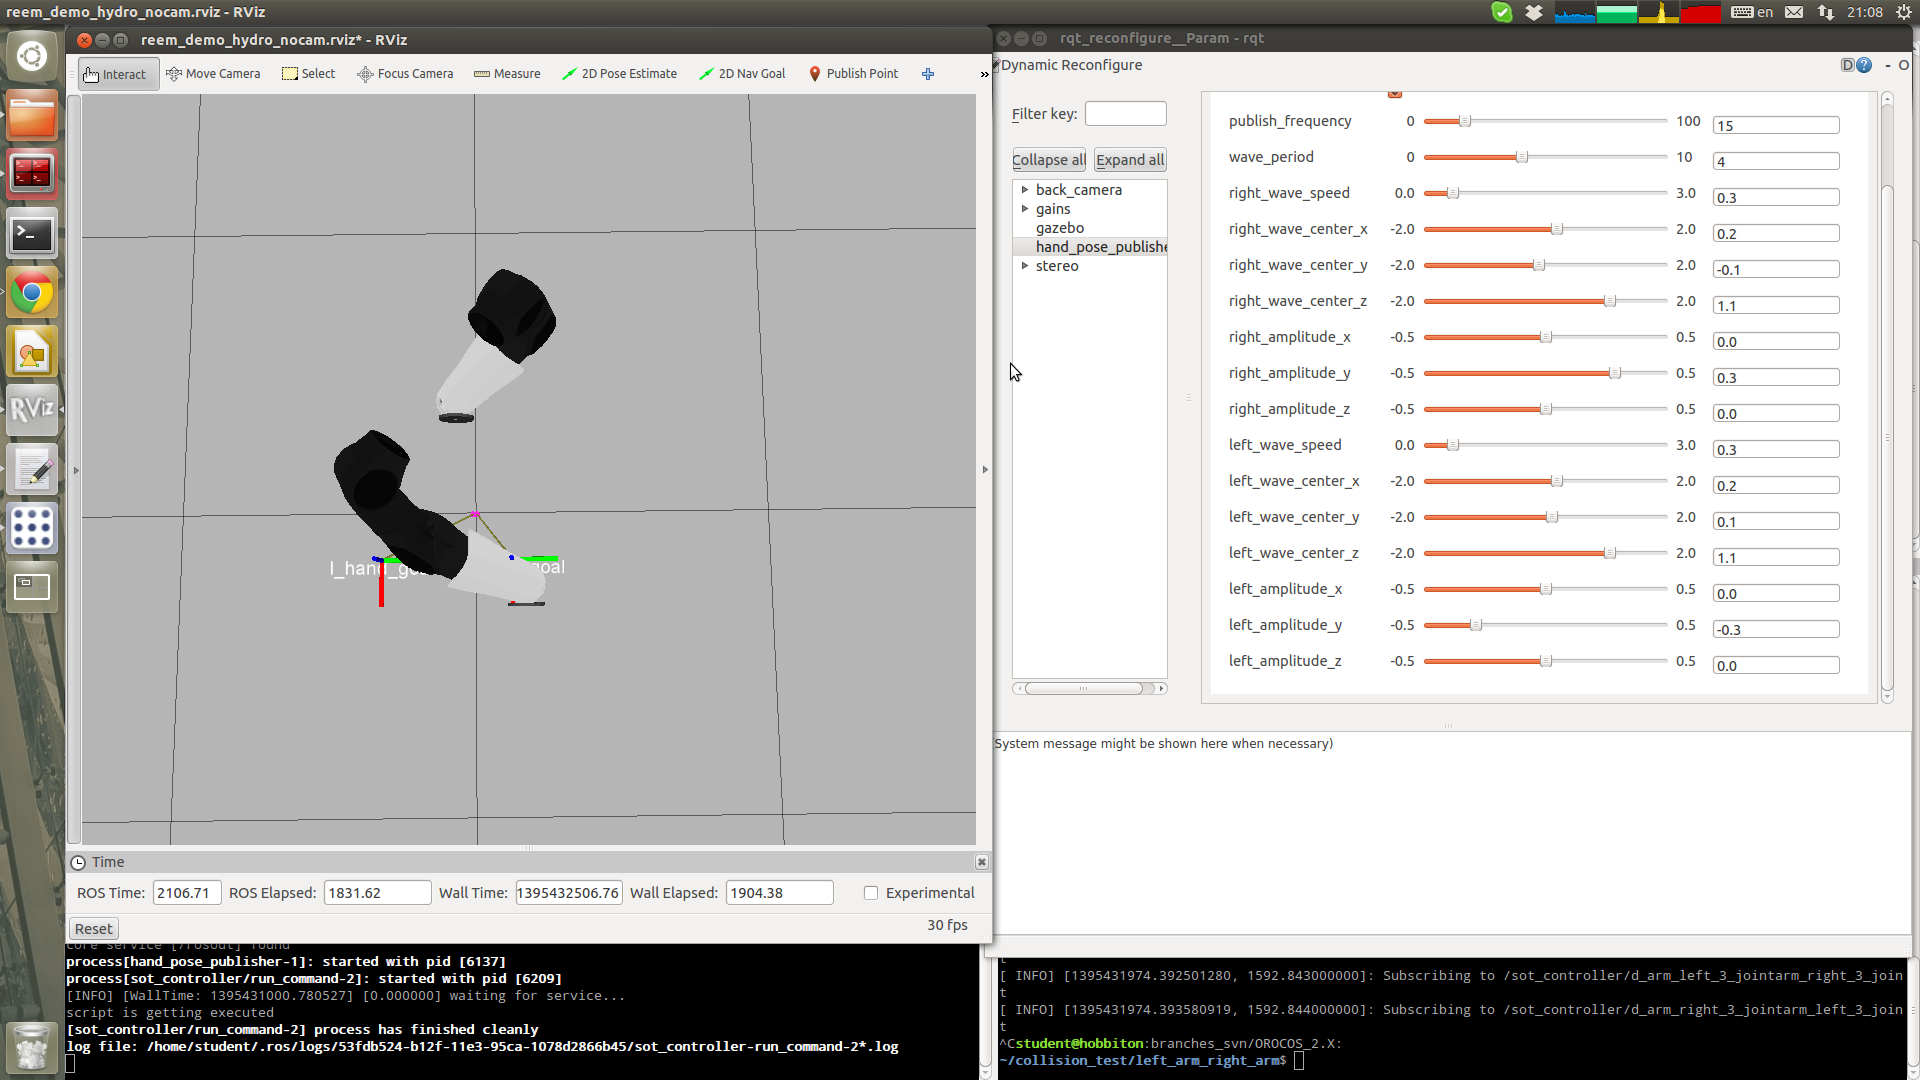 reem_demo_hydro_nocam.rviz - RViz
en
21:08
reem_demo_hydro_nocam.rviz* - RViz
Interact
Move Camera
Select
Focus Camera
Measure
2D Pose Estimate
2D Nav Goal
Publish Point
»
RViz
l_hand_go
goal
Time
ROS Time: 2106.71 ROS Elapsed: 1831.62 Wall Time: 1395432506.76 Wall Elapsed: 1904.38 Experimental
Reset
30 fps
rqt_reconfigure__Param - rqt
Dynamic Reconfigure
D ? - O
Filter key:
Collapse all Expand all
back_camera
gains
gazebo
hand_pose_publishe
stereo
publish_frequency 0 100 15
wave_period 0 10 4
right_wave_speed 0.0 3.0 0.3
right_wave_center_x -2.0 2.0 0.2
right_wave_center_y -2.0 2.0 -0.1
right_wave_center_z -2.0 2.0 1.1
right_amplitude_x -0.5 0.5 0.0
right_amplitude_y -0.5 0.5 0.3
right_amplitude_z -0.5 0.5 0.0
left_wave_speed 0.0 3.0 0.3
left_wave_center_x -2.0 2.0 0.2
left_wave_center_y -2.0 2.0 0.1
left_wave_center_z -2.0 2.0 1.1
left_amplitude_x -0.5 0.5 0.0
left_amplitude_y -0.5 0.5 -0.3
left_amplitude_z -0.5 0.5 0.0
(System message might be shown here when necessary)
core service [/rosout] found
process[hand_pose_publisher-1]: started with pid [6137]
process[sot_controller/run_command-2]: started with pid [6209]
[INFO] [WallTime: 1395431000.780527] [0.000000] waiting for service...
script is getting executed
[sot_controller/run_command-2] process has finished cleanly
log file: /home/student/.ros/logs/53fdb524-b12f-11e3-95ca-1078d2866b45/sot_controller-run_command-2*.log
t
[ INFO] [1395431974.392501280, 1592.843000000]: Subscribing to /sot_controller/d_arm_left_3_jointarm_right_3_join
t
[ INFO] [1395431974.393580919, 1592.844000000]: Subscribing to /sot_controller/d_arm_right_3_jointarm_left_3_join
t
^Cstudent@hobbiton:branches_svn/OROCOS_2.X:
~/collision_test/left_arm_right_arm$